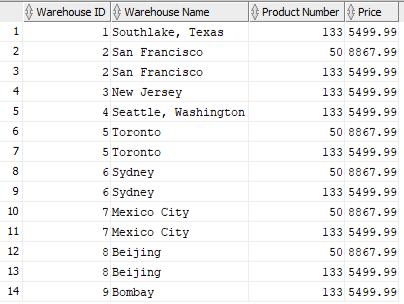 Warehouse ID Warehouse Name Product Number Price
1 1 Southlake, Texas 133 5499.99
2 2 San Francisco 50 8867.99
3 2 San Francisco 133 5499.99
4 3 New Jersey 133 5499.99
5 4 Seattle, Washington 133 5499.99
6 5 Toronto 50 8867.99
7 5 Toronto 133 5499.99
8 6 Sydney 50 8867.99
9 6 Sydney 133 5499.99
10 7 Mexico City 50 8867.99
11 7 Mexico City 133 5499.99
12 8 Beijing 50 8867.99
13 8 Beijing 133 5499.99
14 9 Bombay 133 5499.99